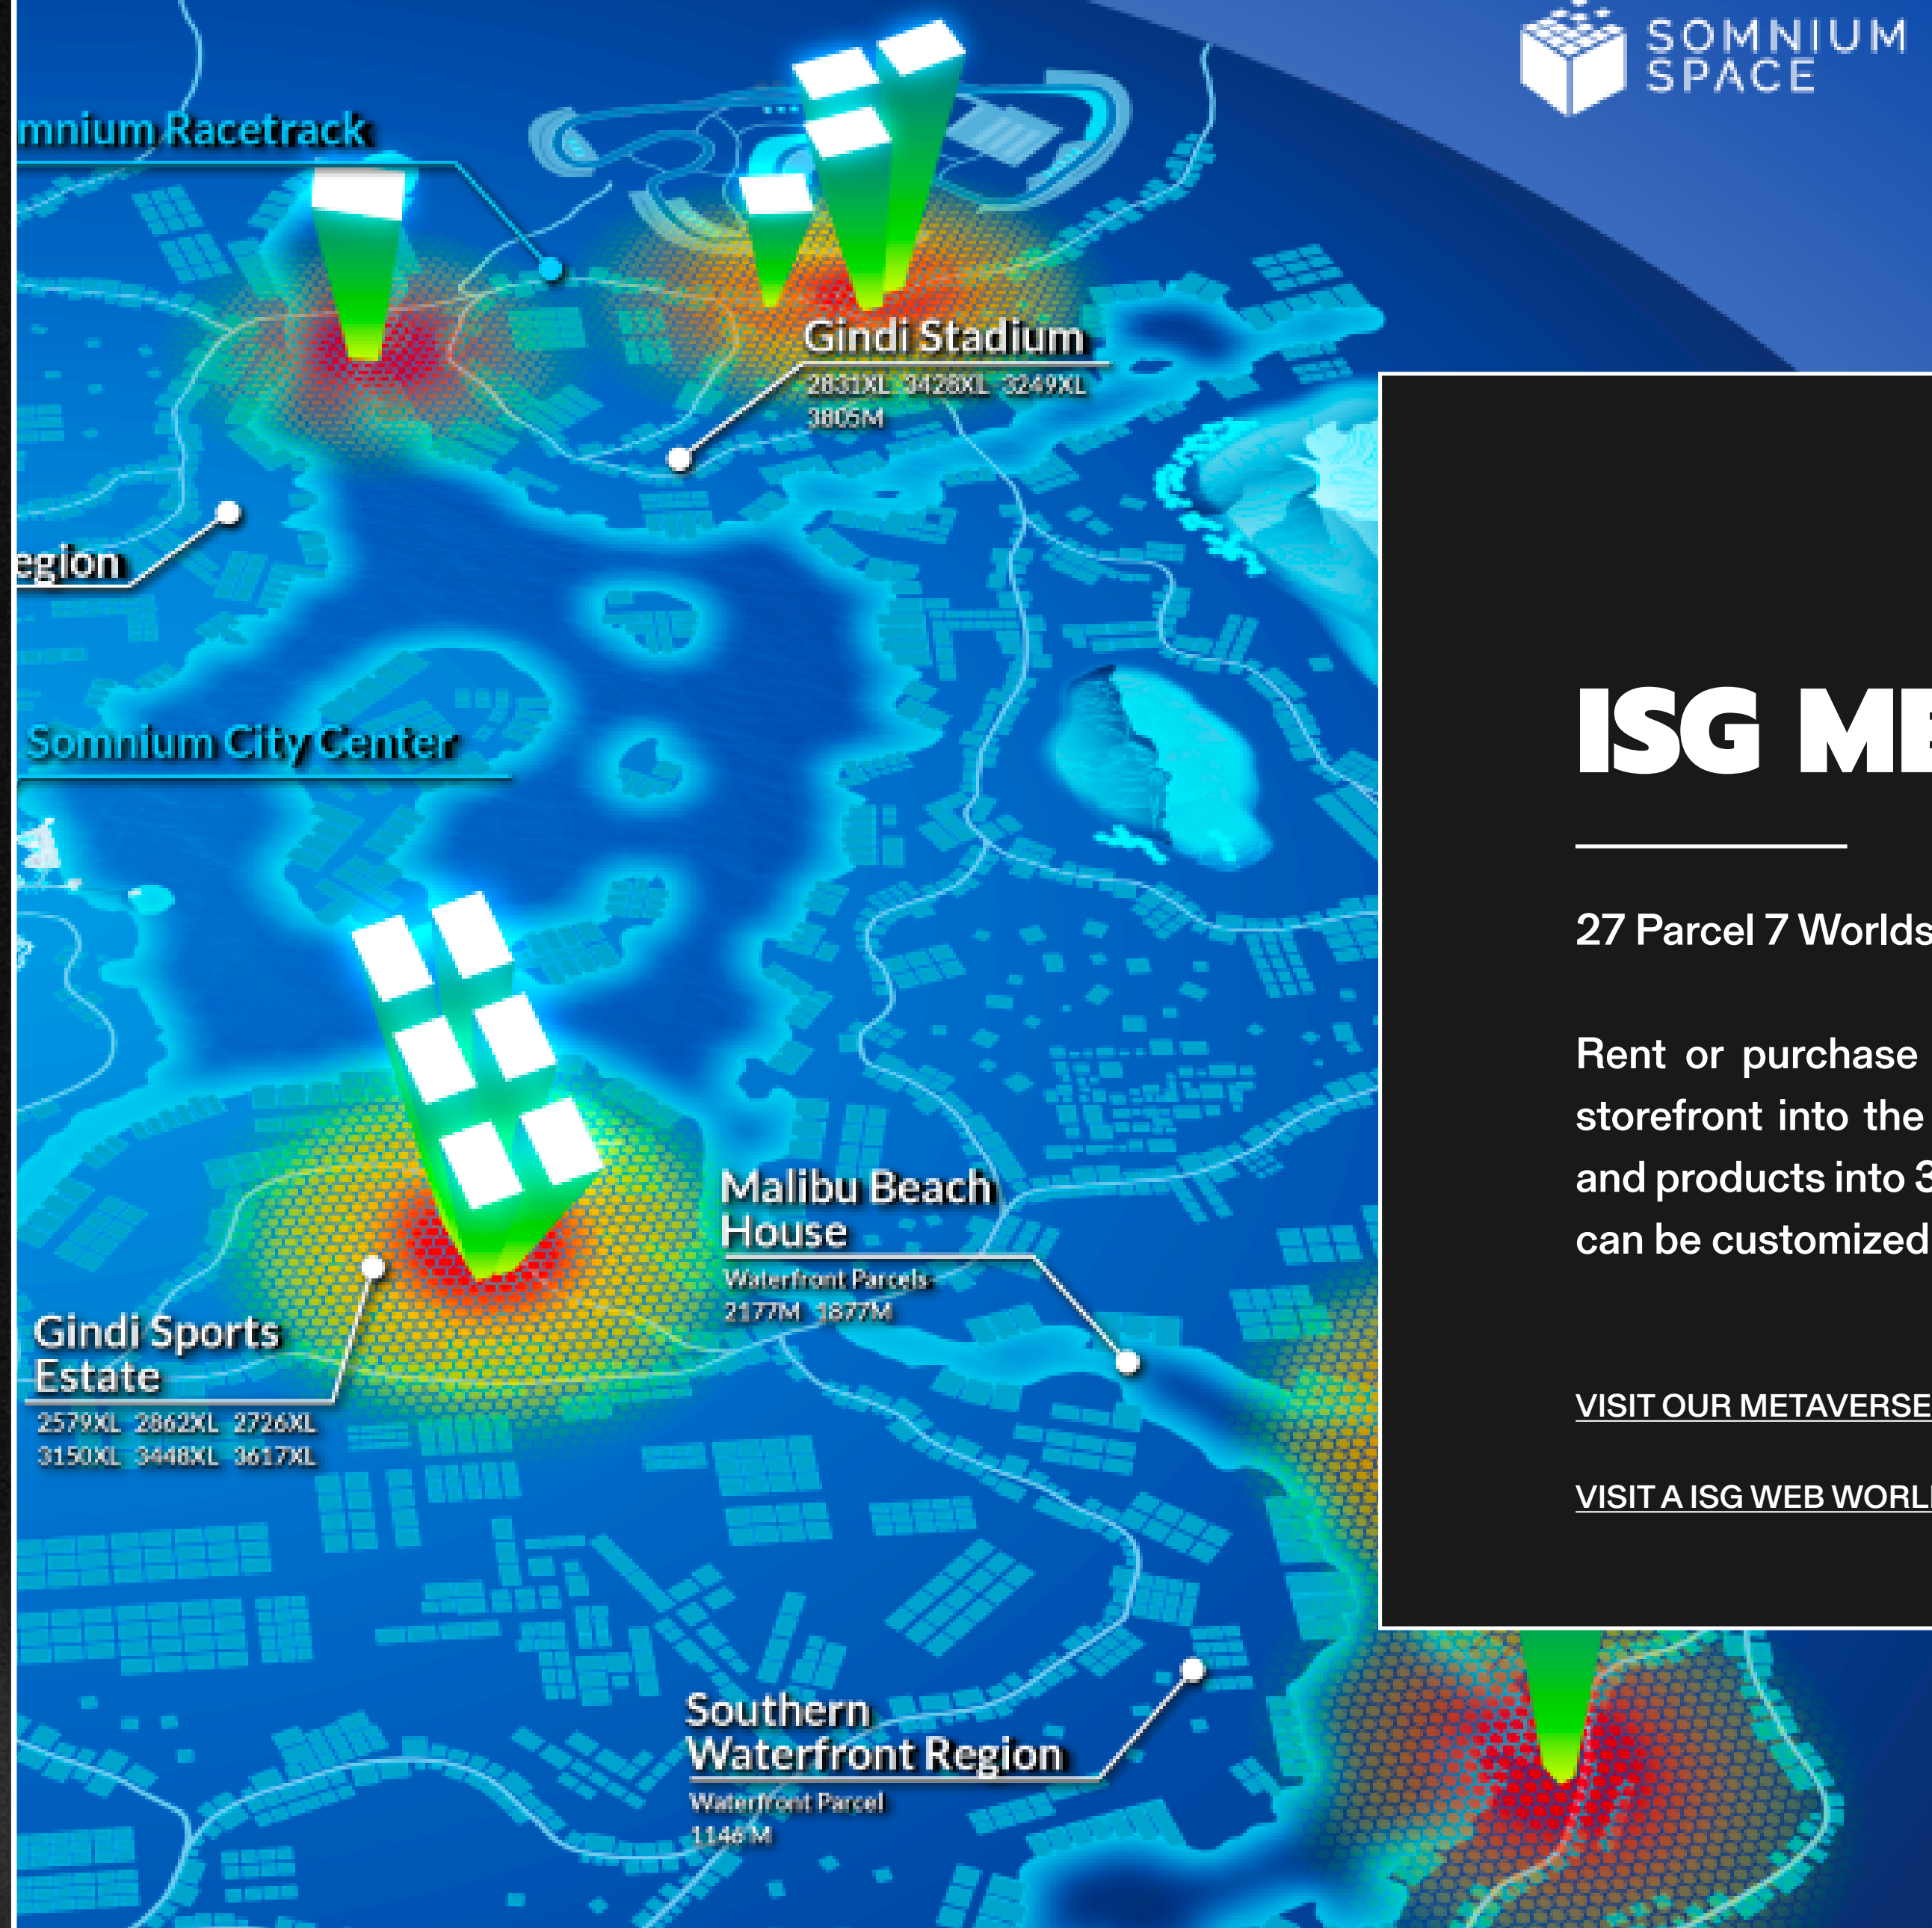 SOMNIUM
SPACE
mnium Racetrack
Gindi Stadium
2831XL 3428XL 3249XL
3805M
egion
Somnium City Center
Malibu Beach
House
Waterfront Parcels
2177M 1877M
Gindi Sports
Estate
2579XL 2862XL 2726XL
3150XL 3448XL 3617XL
Southern
Waterfront Region
Waterfront Parcel
1146 M
ISG ME
27 Parcel 7 Worlds
Rent or purchase
storefront into the
and products into 3
can be customized
VISIT OUR METAVERSE
VISIT A ISG WEB WORL